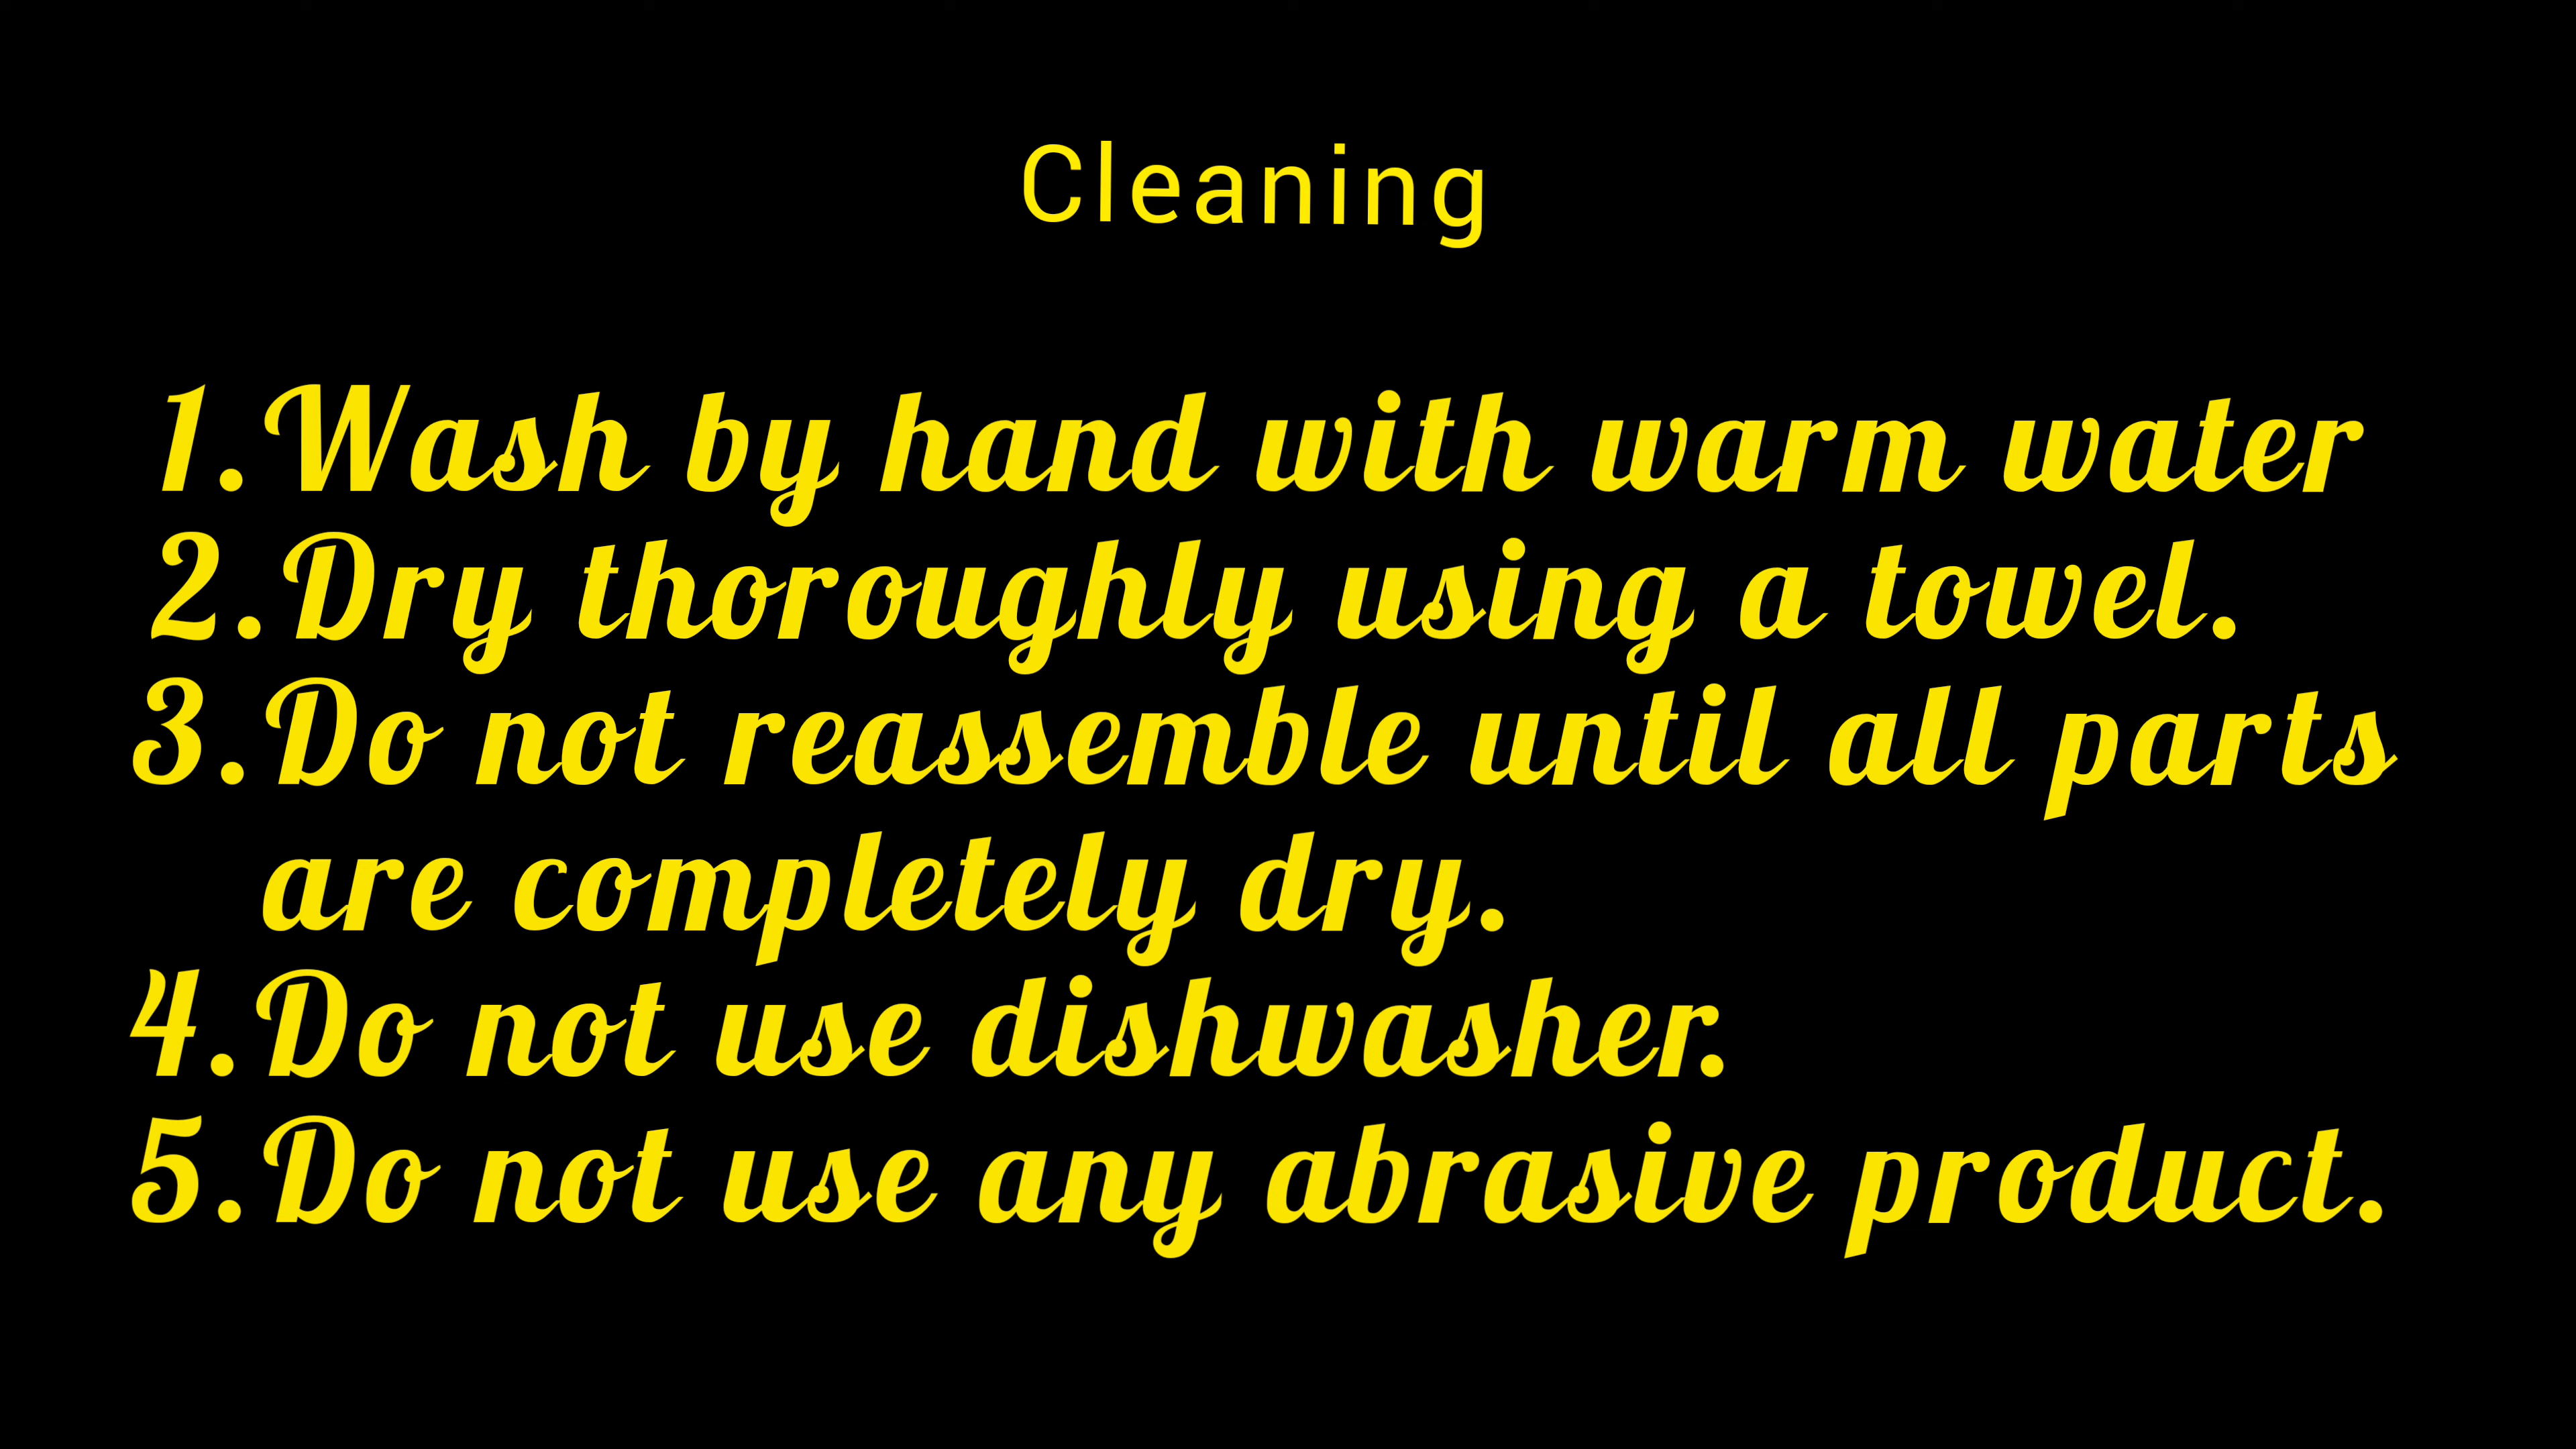 Cleaning
1.Wash by hand with warm water
2.Dry thoroughly using a towel.
3.Do not reassemble until all parts
are completely dry.
4.Do not use dishwasher.
5.Do not use any abrasive product.